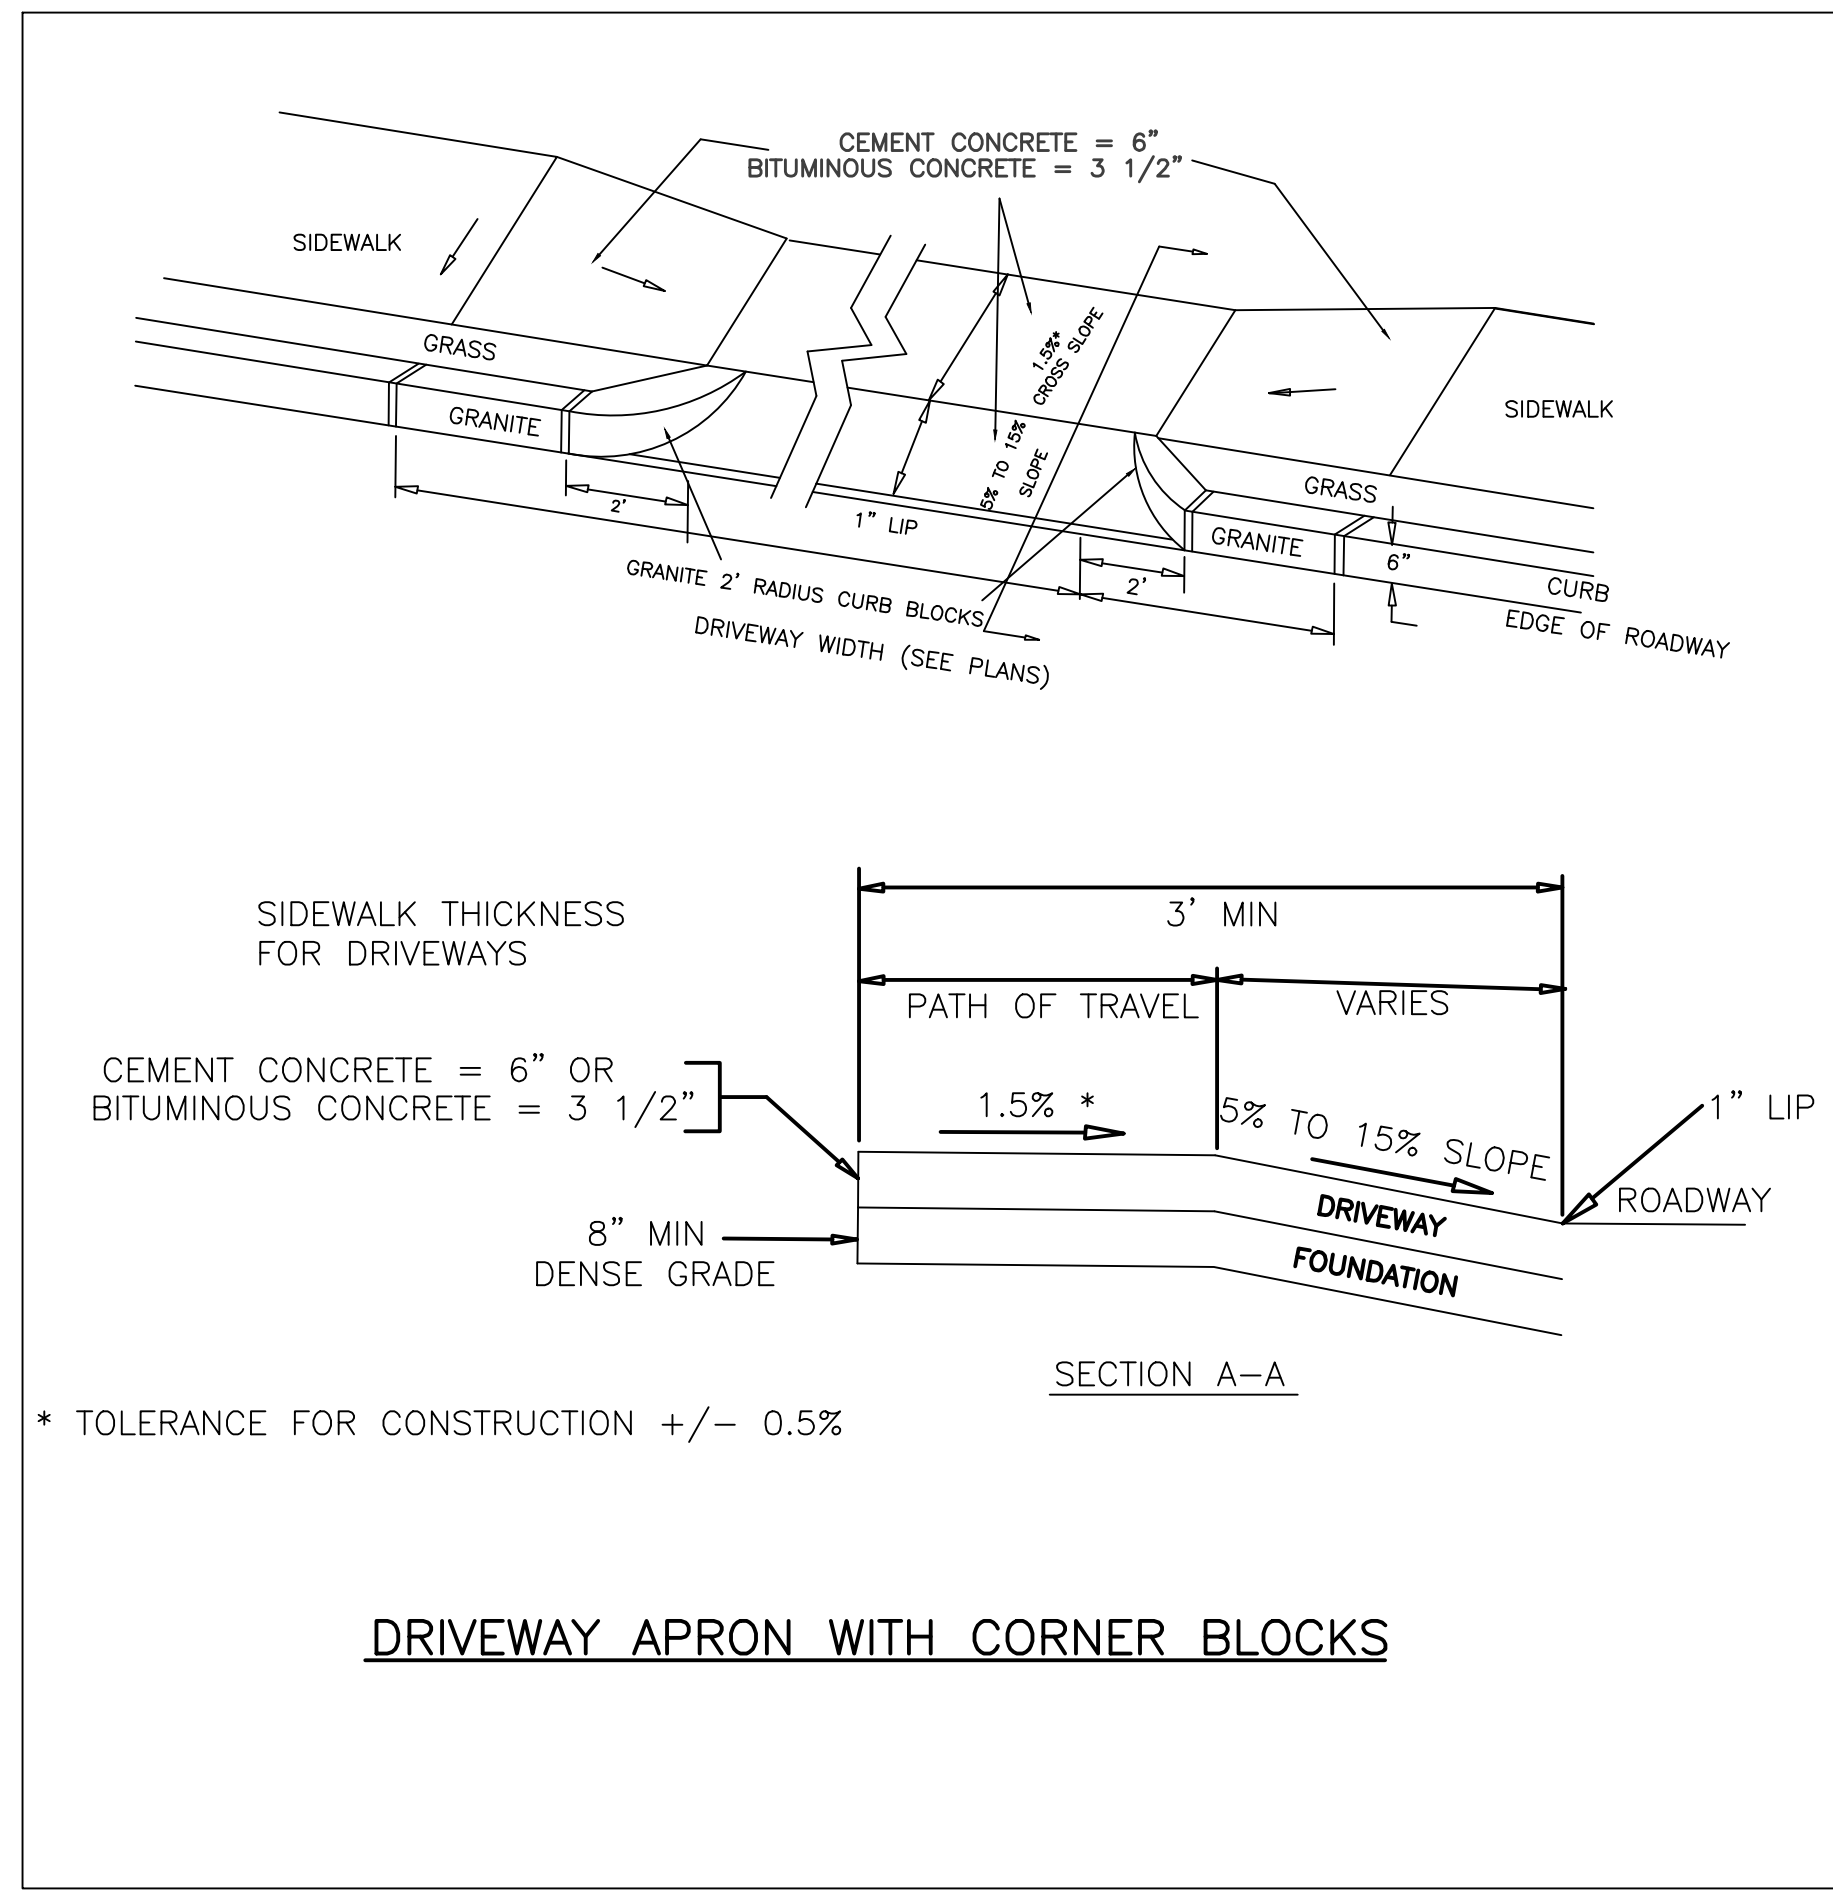 CEMENT CONCRETE = 6"
BITUMINOUS CONCRETE = 3 1/2"
SIDEWALK
GRASS
GRANITE
2'
1.5%*
CROSS SLOPE
5% TO 15%
SLOPE
1" LIP
SIDEWALK
GRASS
GRANITE
6"
2'
CURB
EDGE OF ROADWAY
GRANITE 2' RADIUS CURB BLOCKS
DRIVEWAY WIDTH (SEE PLANS)
SIDEWALK THICKNESS
FOR DRIVEWAYS
3' MIN
PATH OF TRAVEL
VARIES
CEMENT CONCRETE = 6" OR
BITUMINOUS CONCRETE = 3 1/2"
1.5% *
5% TO 15% SLOPE
1" LIP
ROADWAY
DRIVEWAY
FOUNDATION
8" MIN
DENSE GRADE
SECTION A-A
* TOLERANCE FOR CONSTRUCTION +/- 0.5%
DRIVEWAY APRON WITH CORNER BLOCKS